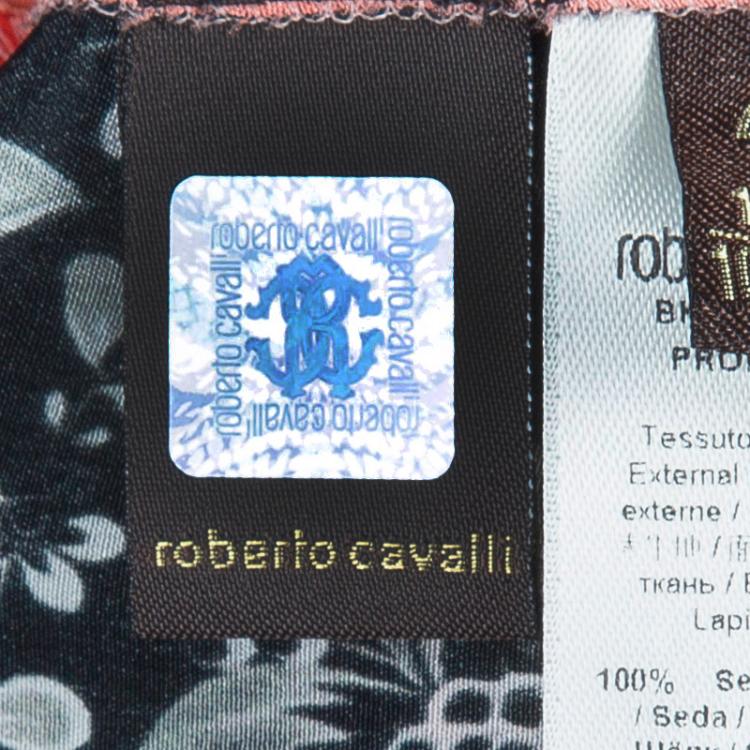 roberto cavalli
roberto cavalli
roberto cavalli
roberto cavalli
roberto cavalli
rob
PRO
Tessuto
External
externe /
ткань /
Lapi
100% Se
/ Seda /